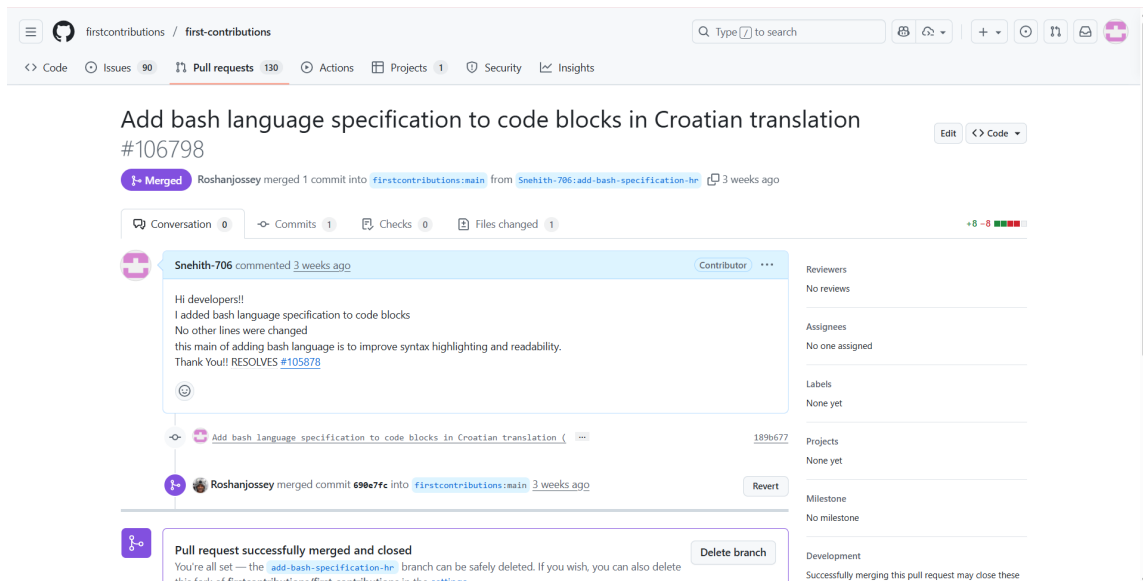 firstcontributions / first-contributions
Type / to search
Code Issues 90 Pull requests 130 Actions Projects 1 Security Insights
Add bash language specification to code blocks in Croatian translation
#106798
Edit <> Code
Merged Roshanjossey merged 1 commit into firstcontributions:main from Snehith-706:add-bash-specification-hr 3 weeks ago
Conversation 0 Commits 1 Checks 0 Files changed 1 +8 −8
Snehith-706 commented 3 weeks ago Contributor ···
Hi developers!!
I added bash language specification to code blocks
No other lines were changed
this main of adding bash language is to improve syntax highlighting and readability.
Thank You!! RESOLVES #105878
Add bash language specification to code blocks in Croatian translation ( ... 189b677
Roshanjossey merged commit 690e7fc into firstcontributions:main 3 weeks ago Revert
Pull request successfully merged and closed
You're all set — the add-bash-specification-hr branch can be safely deleted. If you wish, you can also delete
this fork of firstcontributions/first-contributions in the settings.
Delete branch
Reviewers
No reviews
Assignees
No one assigned
Labels
None yet
Projects
None yet
Milestone
No milestone
Development
Successfully merging this pull request may close these